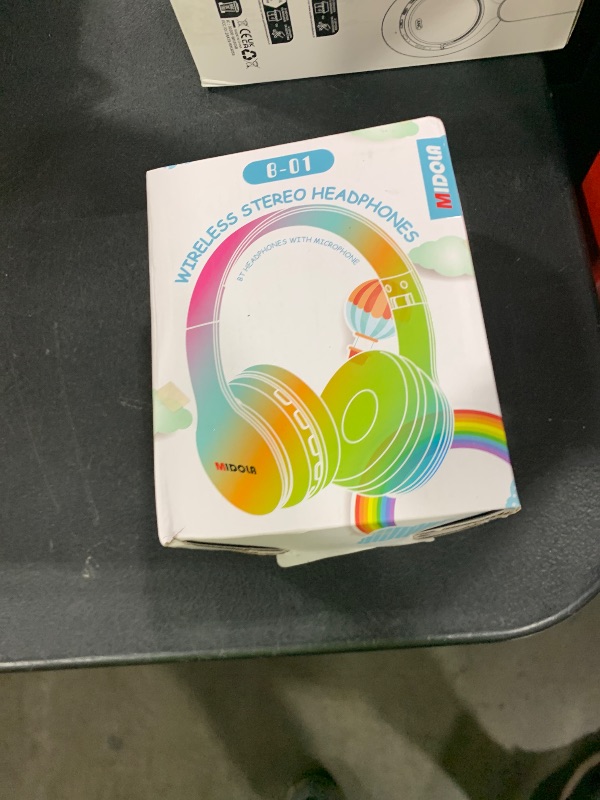 B-01
MIDOLA
WIRELESS STEREO HEADPHONES
BT HEADPHONES WITH MICROPHONE
MIDOLA